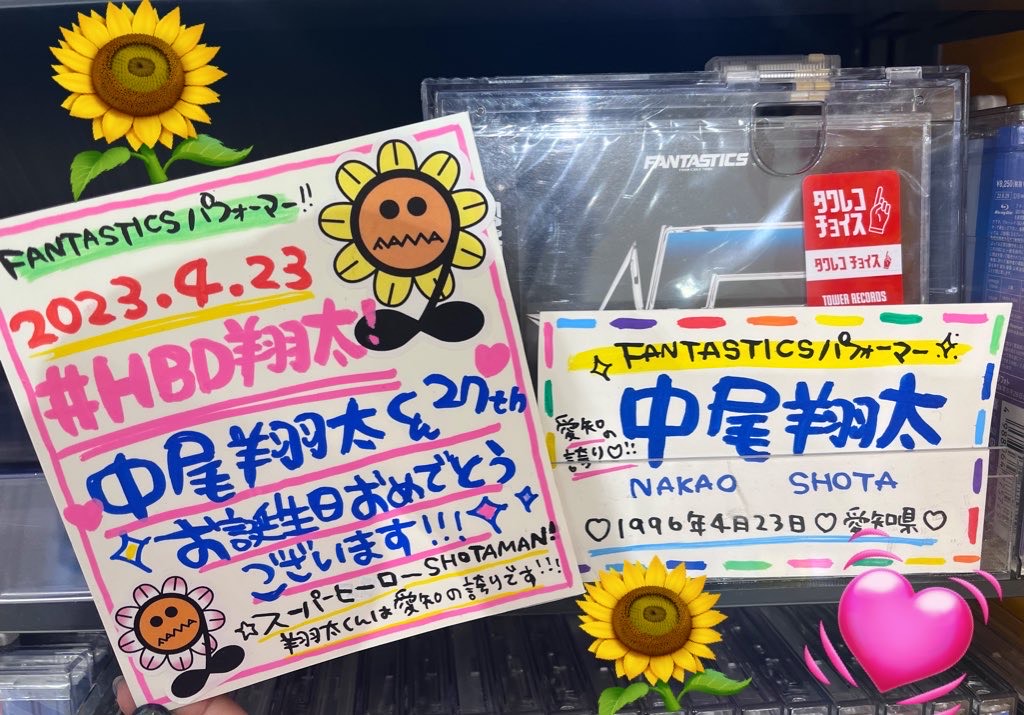 FANTASTICSパフォーマー!!
2023.4.23
#HBD翔太!
中尾翔太くん27th
お誕生日おめでとう
ございます!!!
☆スーパーヒーローSHOTAMAN!
翔太くんは愛知の誇りです!!!
FANTASTICS
タワレコ
チョイス
タワレコ チョイス
TOWER RECORDS
FANTASTICSパフォーマー
愛知の
誇り♡!!
中尾翔太
NAKAO SHOTA
♡1996年4月23日♡愛知県♡
¥8,250